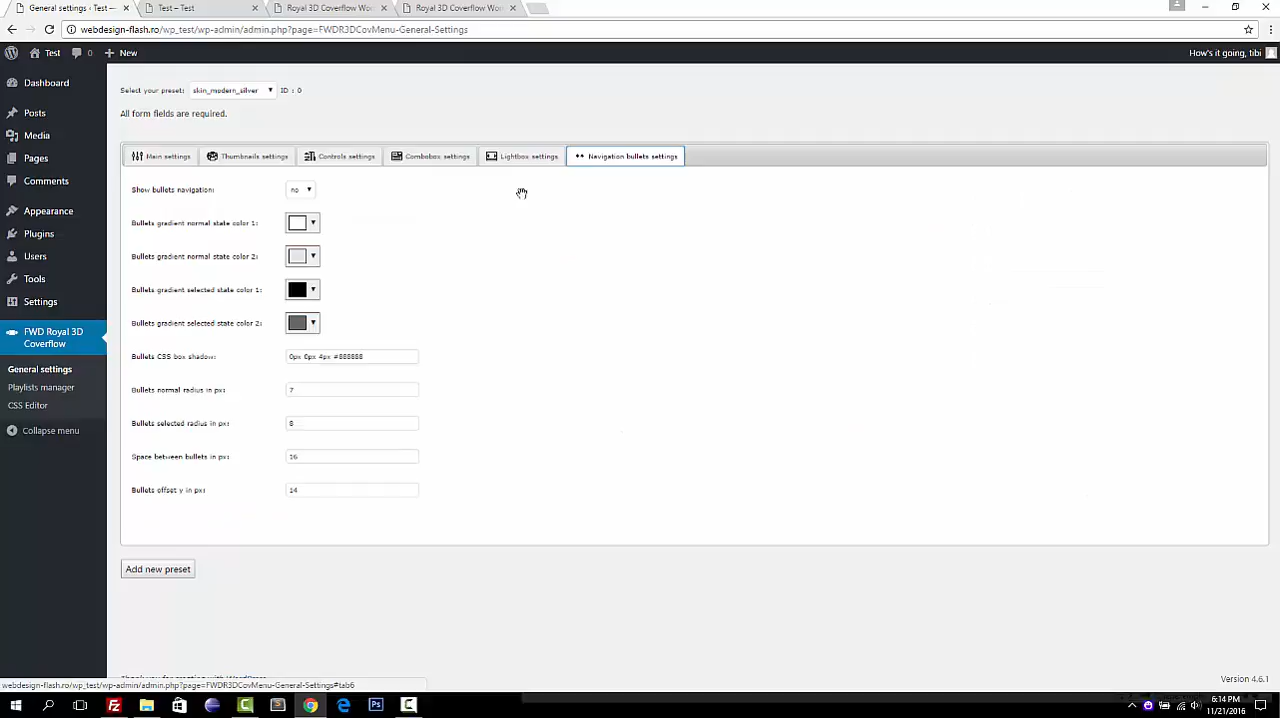 General settings ‹ Test —
Test – Test
Royal 3D Coverflow Wor
Royal 3D Coverflow Wor
webdesign-flash.ro/wp_test/wp-admin/admin.php?page=FWDR3DCovMenu-General-Settings
Test
0
New
How's it going, tibi
Dashboard
Posts
Media
Pages
Comments
Appearance
Plugins
Users
Tools
Settings
FWD Royal 3D
Coverflow
General settings
Playlists manager
CSS Editor
Collapse menu
Select your preset:
skin_modern_silver
ID : 0
All form fields are required.
Main settings
Thumbnails settings
Controls settings
Combobox settings
Lightbox settings
Navigation bullets settings
Show bullets navigation:
no
Bullets gradient normal state color 1:
Bullets gradient normal state color 2:
Bullets gradient selected state color 1:
Bullets gradient selected state color 2:
Bullets CSS box shadow:
0px 0px 4px #888888
Bullets normal radius in px:
7
Bullets selected radius in px:
8
Space between bullets in px:
16
Bullets offset y in px:
14
Add new preset
Version 4.6.1
webdesign-flash.ro/wp_test/wp-admin/admin.php?page=FWDR3DCovMenu-General-Settings#tab6
6:14 PM
11/21/2016